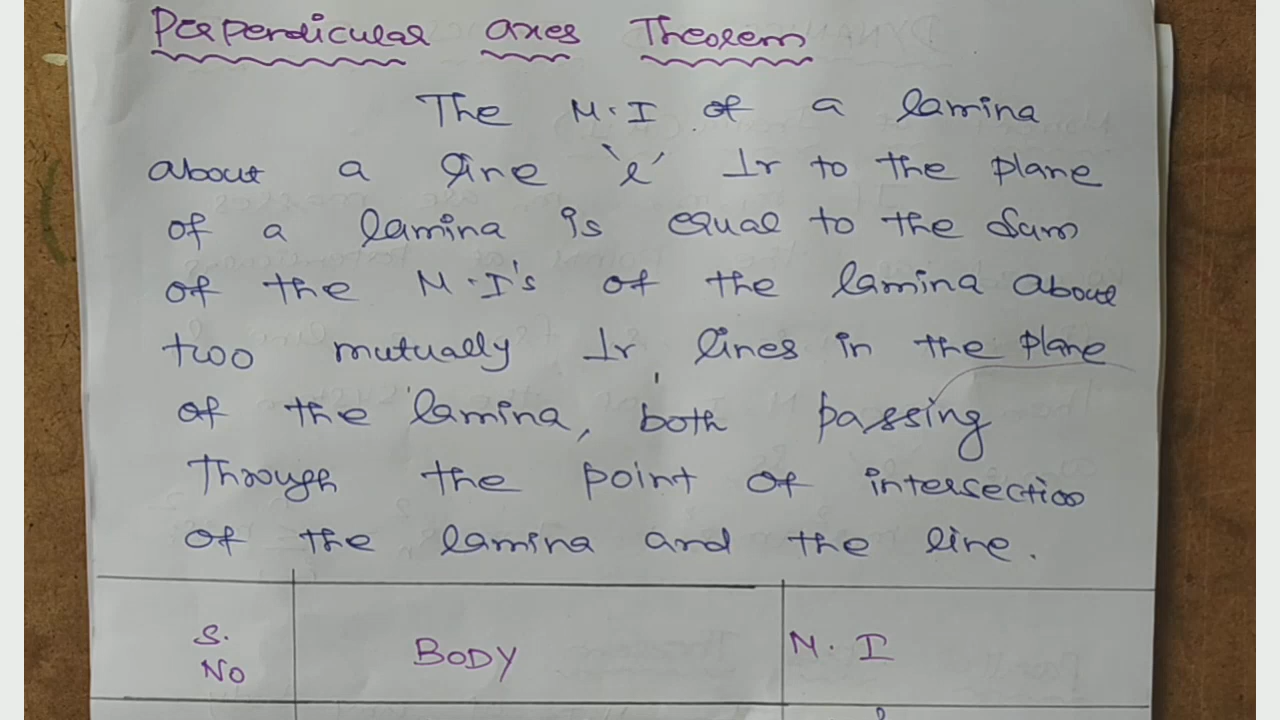 Perpendicular axes Theorem
The M.I of a lamina
about a line 'l' ⊥r to the plane
of a lamina is equal to the sum
of the M.I's of the lamina about
two mutually ⊥r lines in the plane
of the lamina, both passing
through the point of intersection
of the lamina and the line.
S. No
BODY
M.I